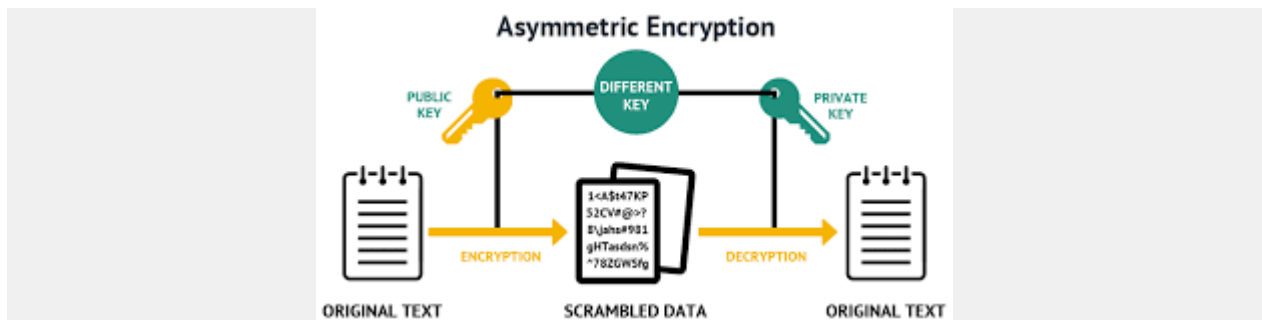 Asymmetric Encryption
PUBLIC
KEY
DIFFERENT
KEY
PRIVATE
KEY
1<A$t47KP
52CV#@>?
8\jahs#981
gHTasdsn%
^78ZGWSfg
ENCRYPTION
DECRYPTION
ORIGINAL TEXT
SCRAMBLED DATA
ORIGINAL TEXT